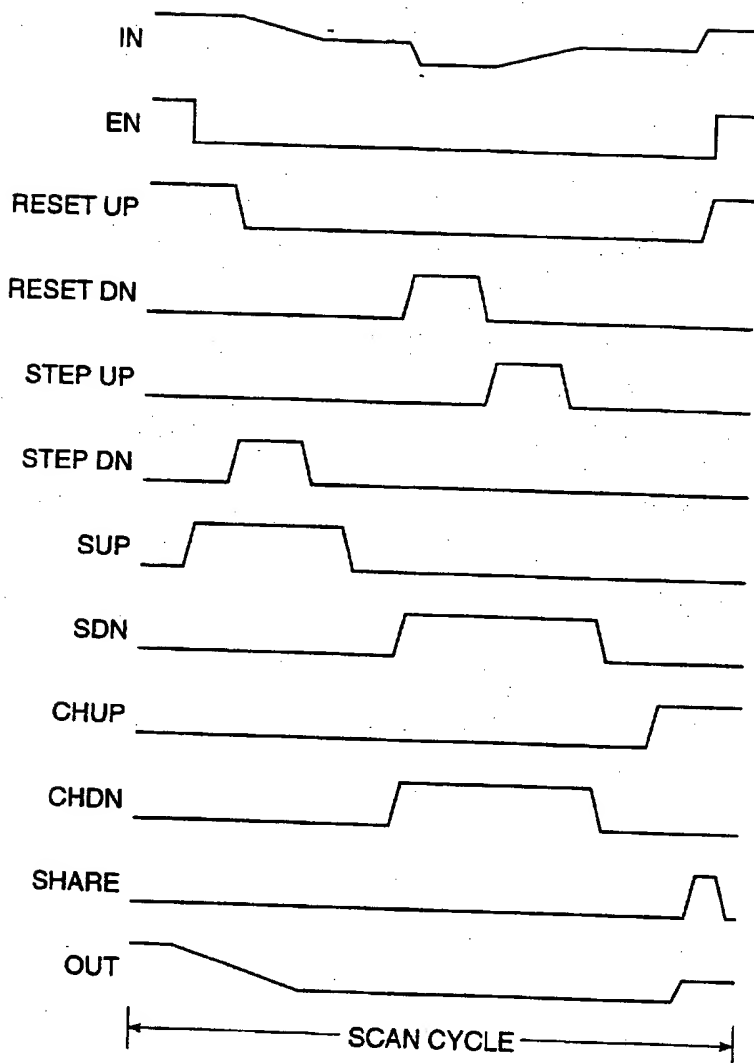 IN
EN
RESET UP
RESET DN
STEP UP
STEP DN
SUP
SDN
CHUP
CHDN
SHARE
OUT
SCAN CYCLE